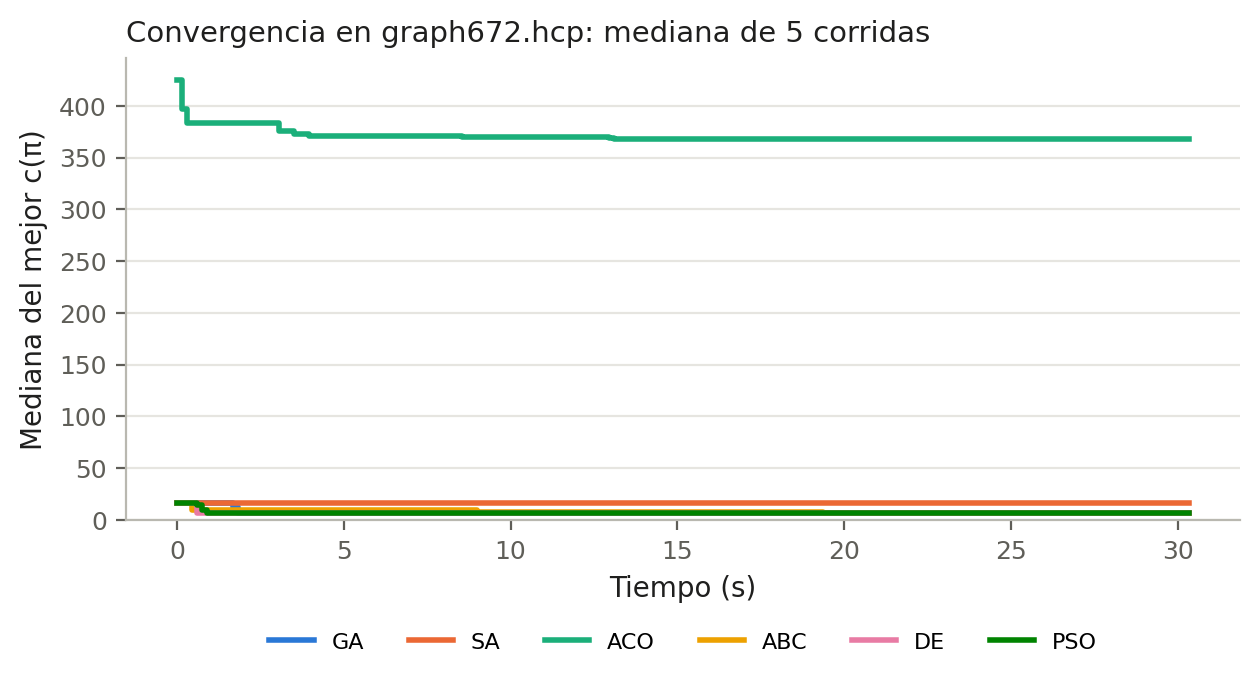 Convergencia en graph672.hcp: mediana de 5 corridas
Mediana del mejor c(π)
400
350
300
250
200
150
100
50
0
0 5 10 15 20 25 30
Tiempo (s)
GA SA ACO ABC DE PSO